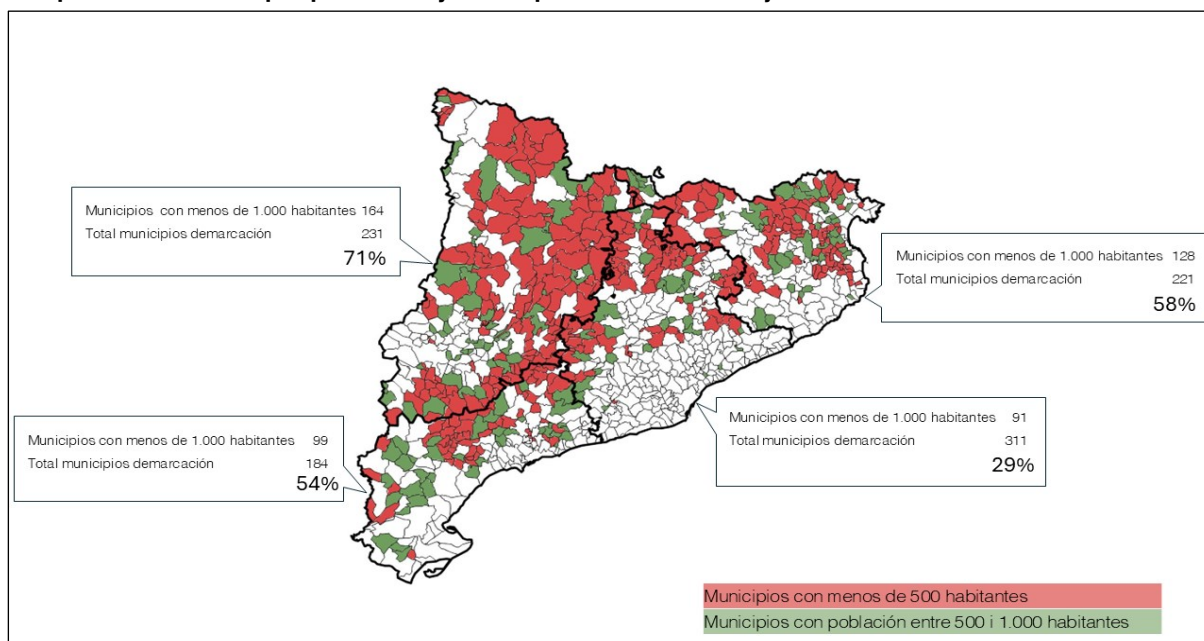 Municipios con menos de 1.000 habitantes 164
Total municipios demarcación 231
71%
Municipios con menos de 1.000 habitantes 128
Total municipios demarcación 221
58%
Municipios con menos de 1.000 habitantes 99
Total municipios demarcación 184
54%
Municipios con menos de 1.000 habitantes 91
Total municipios demarcación 311
29%
Municipios con menos de 500 habitantes
Municipios con población entre 500 i 1.000 habitantes